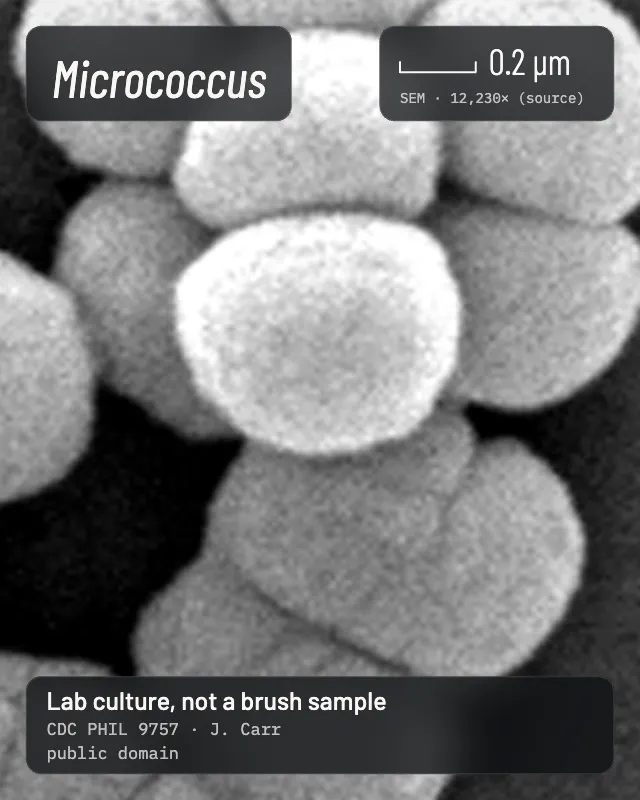 Micrococcus
0.2 µm
SEM · 12,230× (source)
Lab culture, not a brush sample
CDC PHIL 9757 · J. Carr
public domain